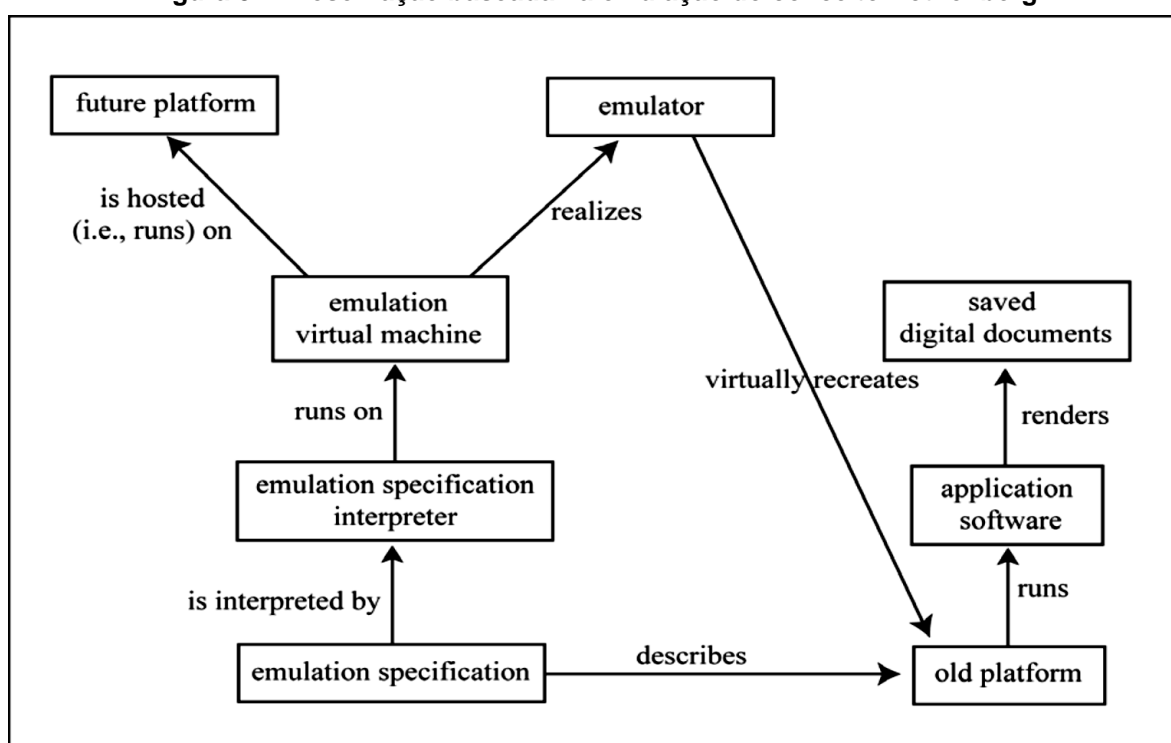 future platform
emulator
is hosted
(i.e., runs) on
realizes
emulation
virtual machine
saved
digital documents
virtually recreates
runs on
renders
emulation specification
interpreter
application
software
is interpreted by
runs
emulation specification
describes
old platform